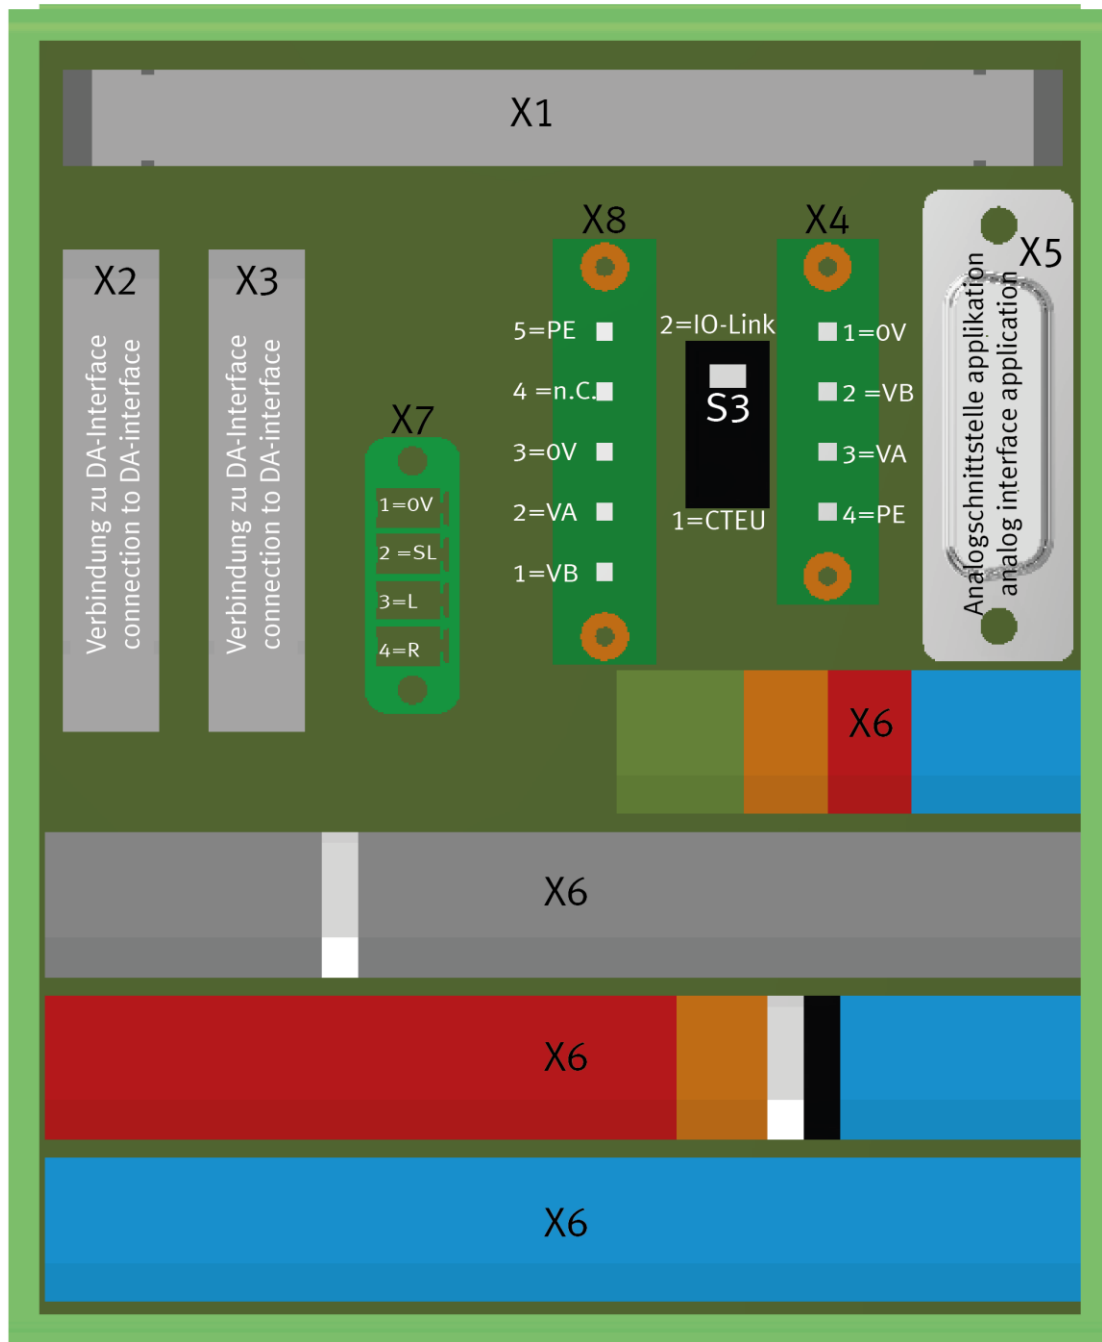 X1
X2
Verbindung zu DA-Interface
connection to DA-interface
X3
Verbindung zu DA-Interface
connection to DA-interface
X7
1=0V
2 =SL
3=L
4=R
X8
5=PE
4 =n.C.
3=0V
2=VA
1=VB
2=IO-Link
S3
1=CTEU
X4
1=0V
2 =VB
3=VA
4=PE
X5
Analogschnittstelle applikation
analog interface application
X6
X6
X6
X6